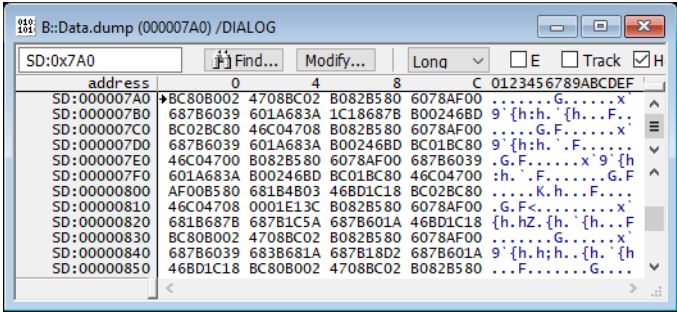 B::Data.dump (000007A0) /DIALOG
SD:0x7A0 Find... Modify... Long E Track H
address 0 4 8 C 0123456789ABCDEF
SD:000007A0 BC80B002 4708BC02 B082B580 6078AF00 .......G......x`
SD:000007B0 687B6039 601A683A 1C18687B B00246BD 9`{h:h.`{h...F..
SD:000007C0 BC02BC80 46C04708 B082B580 6078AF00 .....G.F......x`
SD:000007D0 687B6039 601A683A B00246BD BC01BC80 9`{h:h.`.F......
SD:000007E0 46C04700 B082B580 6078AF00 687B6039 .G.F......x`9`{h
SD:000007F0 601A683A B00246BD BC01BC80 46C04700 :h.`.F.......G.F
SD:00000800 AF00B580 681B4B03 46BD1C18 BC02BC80 .....K.h...F....
SD:00000810 46C04708 0001E13C B082B580 6078AF00 .G.F<.........x`
SD:00000820 681B687B 687B1C5A 687B601A 46BD1C18 {h.hZ.{h.`{h...F
SD:00000830 BC80B002 4708BC02 B082B580 6078AF00 .......G......x`
SD:00000840 687B6039 683B681A 687B18D2 687B601A 9`{h.h;h..{h.`{h
SD:00000850 46BD1C18 BC80B002 4708BC02 B082B580 ...F.......G....